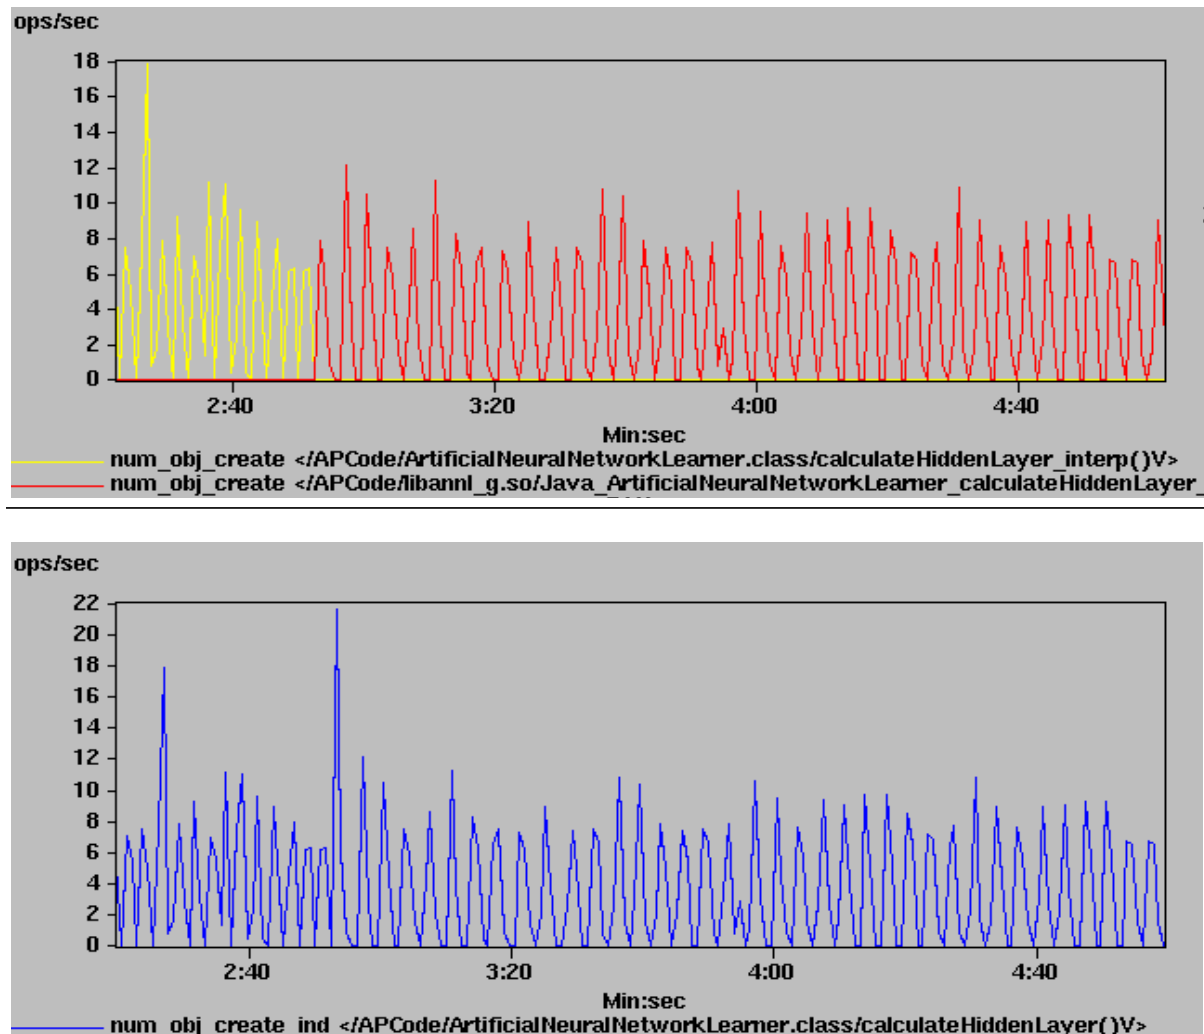 ops/sec
18
16
14
12
10
8
6
4
2
0
2:40 3:20 4:00 4:40
Min:sec
num_obj_create </APCode/ArtificialNeuralNetworkLearner.class/calculateHiddenLayer_interp()V>
num_obj_create </APCode/libannl_g.so/Java_ArtificialNeuralNetworkLearner_calculateHiddenLayer_
ops/sec
22
20
18
16
14
12
10
8
6
4
2
0
2:40 3:20 4:00 4:40
Min:sec
num_obj_create_ind </APCode/ArtificialNeuralNetworkLearner.class/calculateHiddenLayer()V>